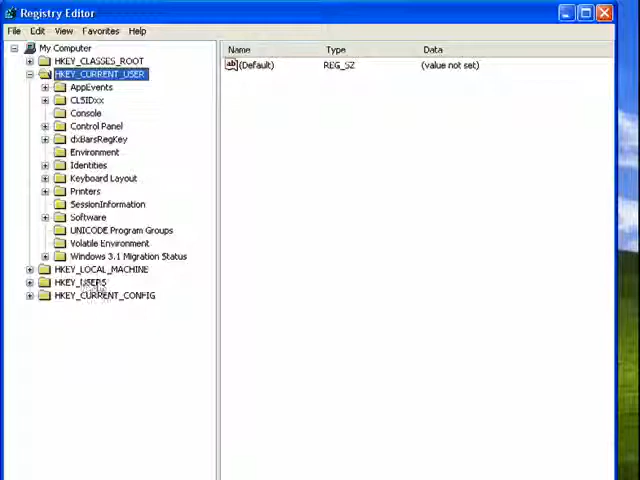 Registry Editor
File Edit View Favorites Help
My Computer
HKEY_CLASSES_ROOT
HKEY_CURRENT_USER
AppEvents
CLSIDxx
Console
Control Panel
dxBarsRegKey
Environment
Identities
Keyboard Layout
Printers
SessionInformation
Software
UNICODE Program Groups
Volatile Environment
Windows 3.1 Migration Status
HKEY_LOCAL_MACHINE
HKEY_USERS
HKEY_CURRENT_CONFIG
Name Type Data
ab (Default) REG_SZ (value not set)